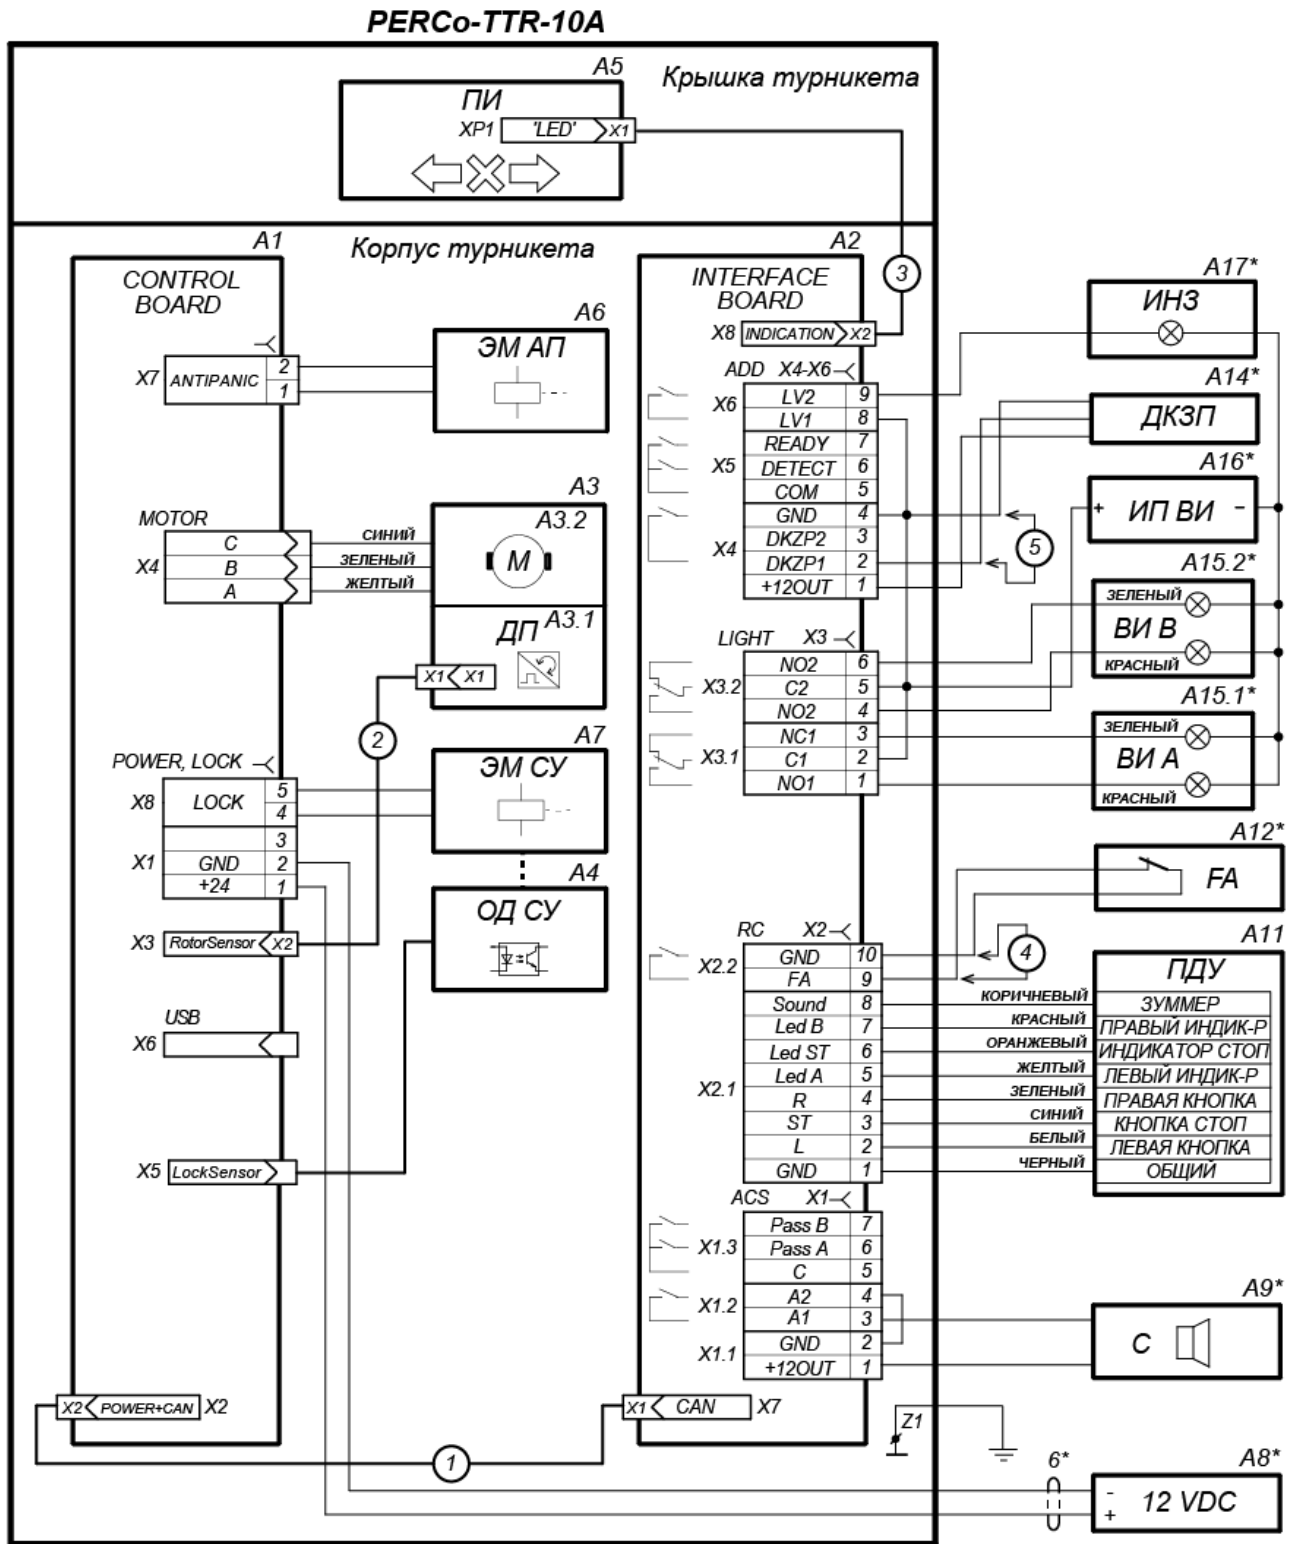 PERCo-TTR-10A
A5
Крышка турникета
ПИ
XP1 'LED' X1
3
A1
Корпус турникета
A2
CONTROL
BOARD
X7 ANTIPANIC
2
1
A6
ЭМ АП
MOTOR
X4
C
B
A
СИНИЙ
ЗЕЛЕНЫЙ
ЖЕЛТЫЙ
A3
A3.2
M
A3.1
ДП
X1 X1
2
POWER, LOCK
X8 LOCK
5
4
3
X1 GND 2
+24 1
A7
ЭМ СУ
A4
ОД СУ
X3 RotorSensor X2
USB
X6
X5 LockSensor
X2 POWER+CAN X2
1
INTERFACE
BOARD
X8 INDICATION X2
ADD X4-X6
X6
LV2 9
LV1 8
X5
READY 7
DETECT 6
COM 5
X4
GND 4
DKZP2 3
DKZP1 2
+12OUT 1
5
LIGHT X3
X3.2
NO2 6
C2 5
NO2 4
X3.1
NC1 3
C1 2
NO1 1
RC X2
X2.2
GND 10
FA 9
4
X2.1
Sound 8
Led B 7
Led ST 6
Led A 5
R 4
ST 3
L 2
GND 1
ACS X1
X1.3
Pass B 7
Pass A 6
C 5
X1.2
A2 4
A1 3
X1.1
GND 2
+12OUT 1
X1 CAN X7
Z1
A17*
ИНЗ
A14*
ДКЗП
A16*
+ ИП ВИ -
A15.2*
ЗЕЛЕНЫЙ
ВИ В
КРАСНЫЙ
A15.1*
ЗЕЛЕНЫЙ
ВИ А
КРАСНЫЙ
A12*
FA
A11
ПДУ
КОРИЧНЕВЫЙ ЗУММЕР
КРАСНЫЙ ПРАВЫЙ ИНДИК-Р
ОРАНЖЕВЫЙ ИНДИКАТОР СТОП
ЖЕЛТЫЙ ЛЕВЫЙ ИНДИК-Р
ЗЕЛЕНЫЙ ПРАВАЯ КНОПКА
СИНИЙ КНОПКА СТОП
БЕЛЫЙ ЛЕВАЯ КНОПКА
ЧЕРНЫЙ ОБЩИЙ
A9*
C
6*
A8*
- 12 VDC
+